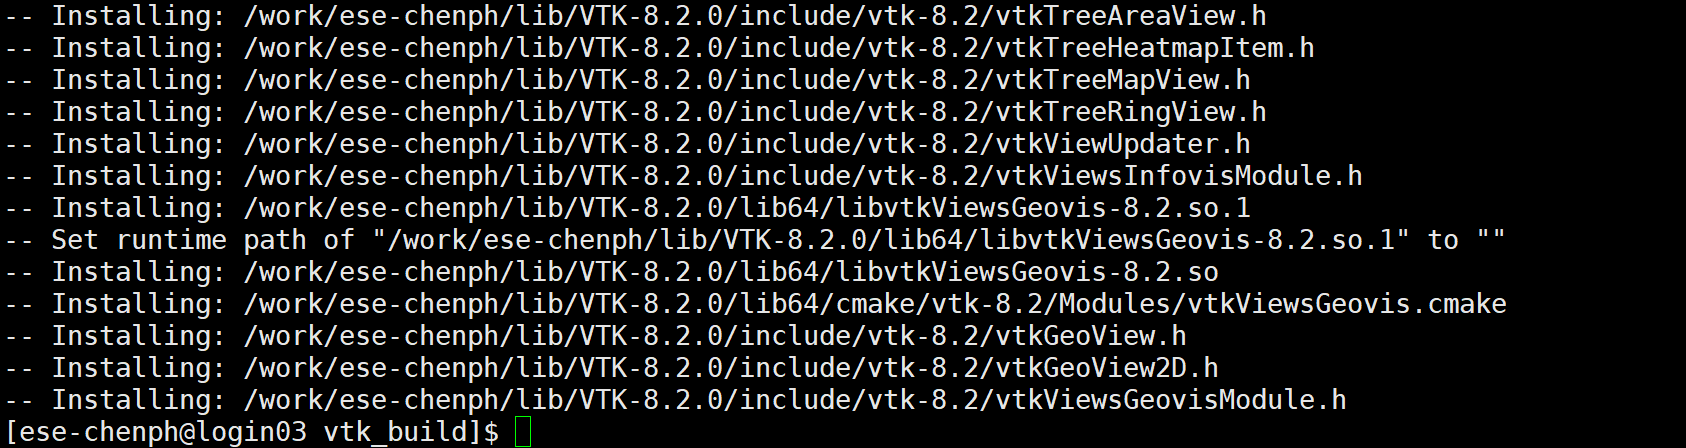 -- Installing: /work/ese-chenph/lib/VTK-8.2.0/include/vtk-8.2/vtkTreeAreaView.h
-- Installing: /work/ese-chenph/lib/VTK-8.2.0/include/vtk-8.2/vtkTreeHeatmapItem.h
-- Installing: /work/ese-chenph/lib/VTK-8.2.0/include/vtk-8.2/vtkTreeMapView.h
-- Installing: /work/ese-chenph/lib/VTK-8.2.0/include/vtk-8.2/vtkTreeRingView.h
-- Installing: /work/ese-chenph/lib/VTK-8.2.0/include/vtk-8.2/vtkViewUpdater.h
-- Installing: /work/ese-chenph/lib/VTK-8.2.0/include/vtk-8.2/vtkViewsInfovisModule.h
-- Installing: /work/ese-chenph/lib/VTK-8.2.0/lib64/libvtkViewsGeovis-8.2.so.1
-- Set runtime path of "/work/ese-chenph/lib/VTK-8.2.0/lib64/libvtkViewsGeovis-8.2.so.1" to ""
-- Installing: /work/ese-chenph/lib/VTK-8.2.0/lib64/libvtkViewsGeovis-8.2.so
-- Installing: /work/ese-chenph/lib/VTK-8.2.0/lib64/cmake/vtk-8.2/Modules/vtkViewsGeovis.cmake
-- Installing: /work/ese-chenph/lib/VTK-8.2.0/include/vtk-8.2/vtkGeoView.h
-- Installing: /work/ese-chenph/lib/VTK-8.2.0/include/vtk-8.2/vtkGeoView2D.h
-- Installing: /work/ese-chenph/lib/VTK-8.2.0/include/vtk-8.2/vtkViewsGeovisModule.h
[ese-chenph@login03 vtk_build]$